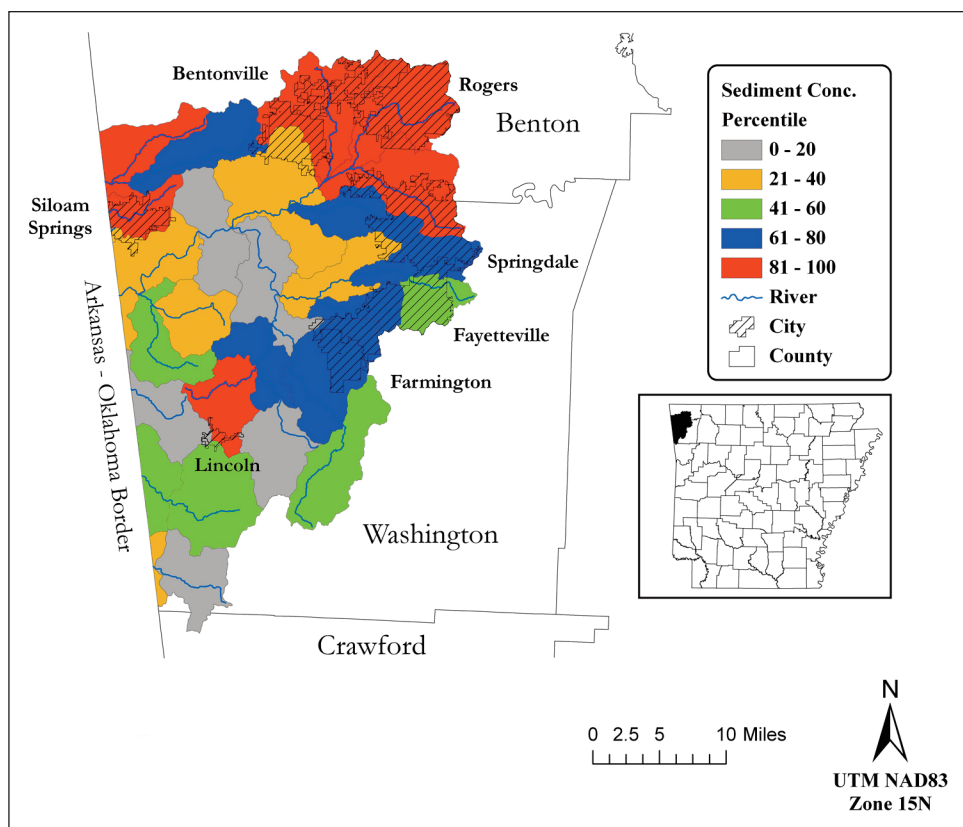 Bentonville
Rogers
Benton
Siloam
Springs
Springdale
Fayetteville
Farmington
Lincoln
Washington
Crawford
Arkansas - Oklahoma Border
Sediment Conc.
Percentile
0 - 20
21 - 40
41 - 60
61 - 80
81 - 100
River
City
County
0 2.5 5 10 Miles
N
UTM NAD83
Zone 15N